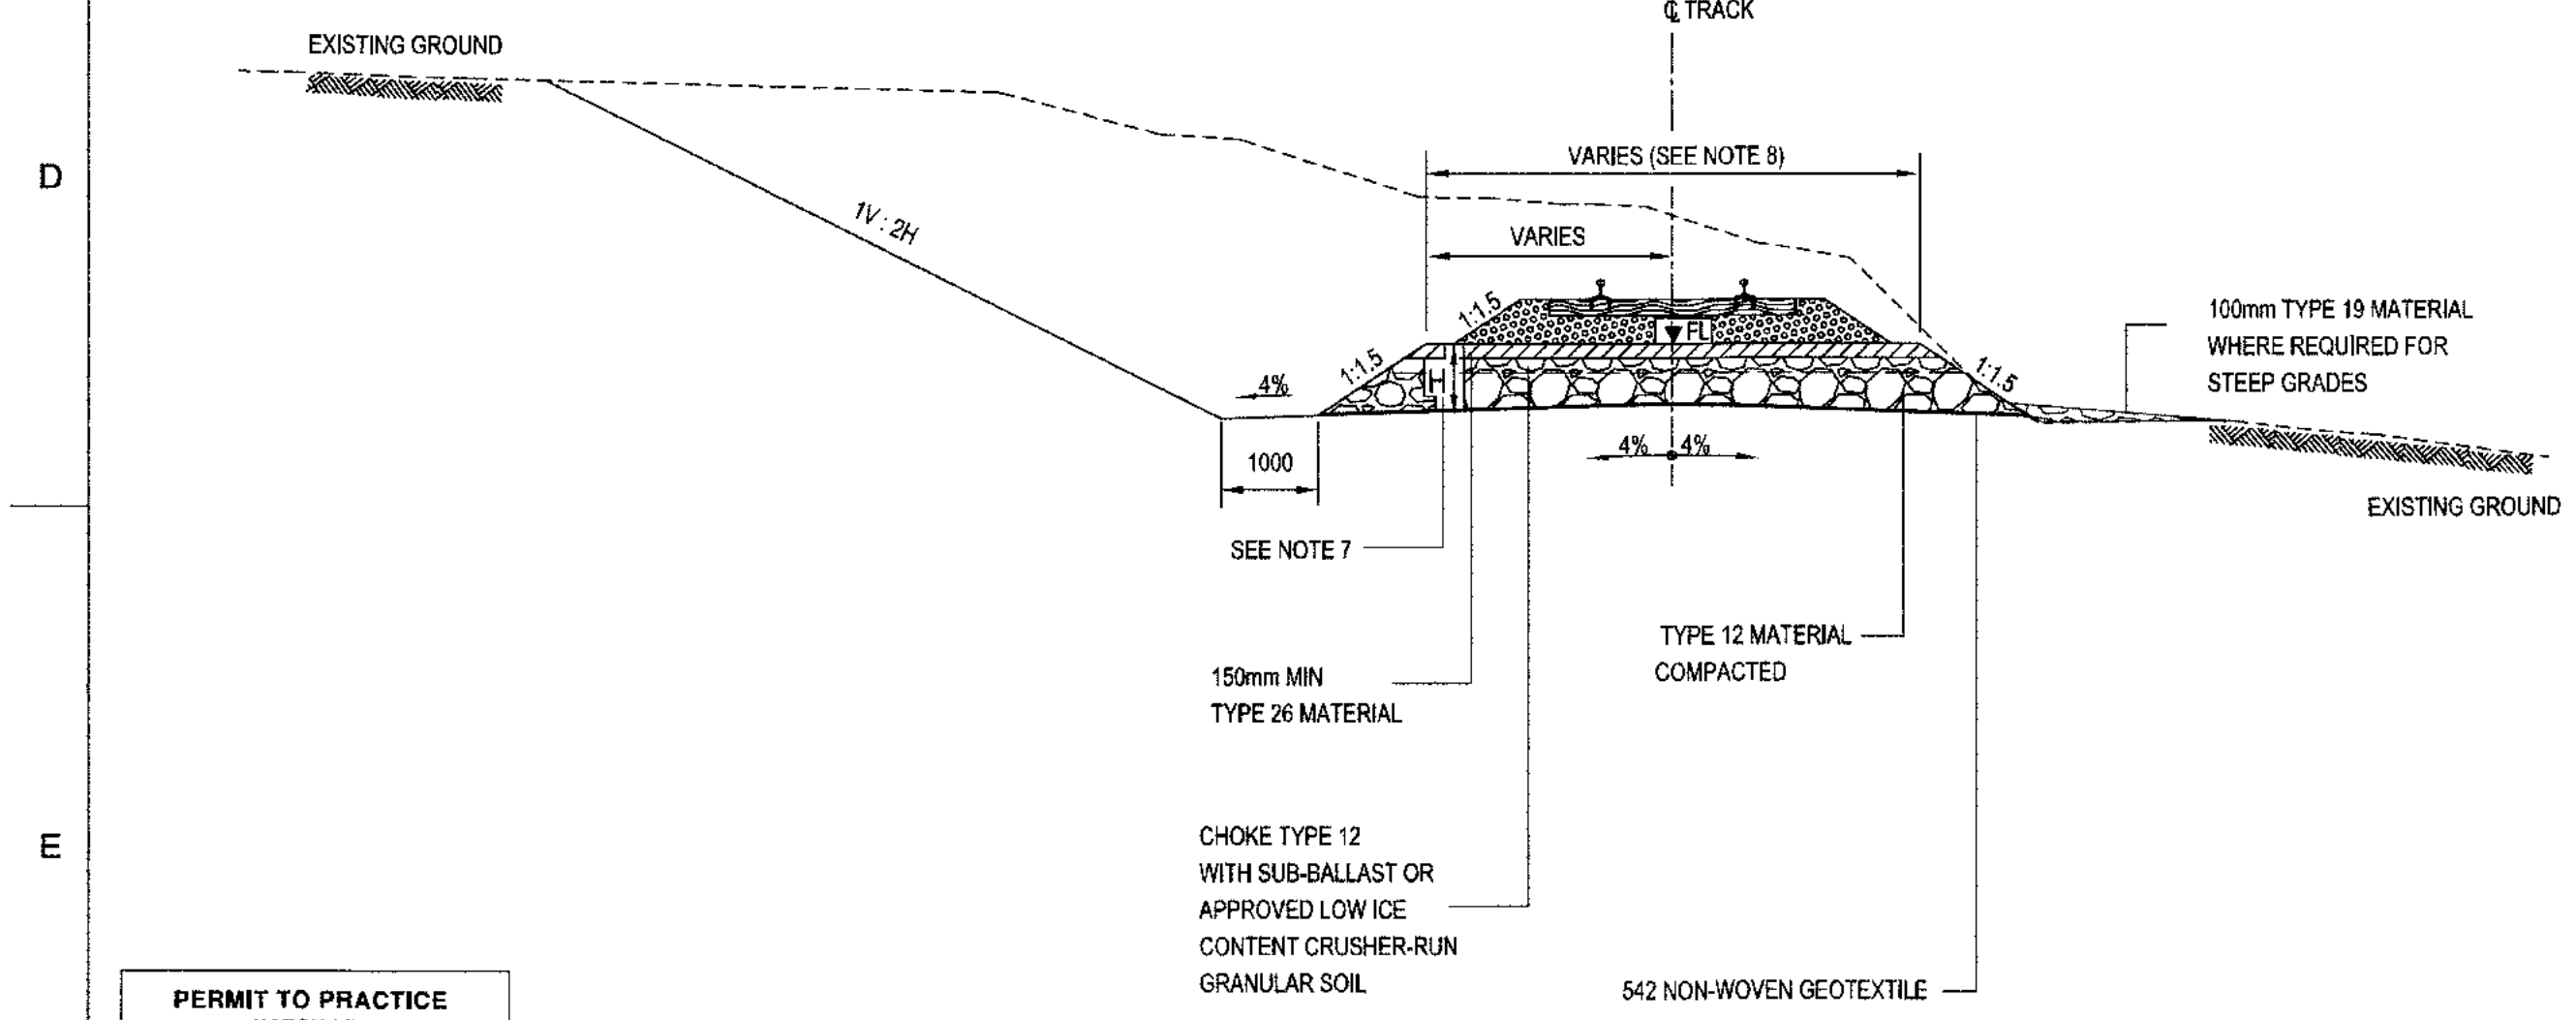 ℄ TRACK
EXISTING GROUND
D
VARIES (SEE NOTE 8)
1V : 2H
VARIES
1:1.5
FL
100mm TYPE 19 MATERIAL
WHERE REQUIRED FOR
STEEP GRADES
1:1.5
H
1:1.5
4%
4%
4%
1000
EXISTING GROUND
SEE NOTE 7
TYPE 12 MATERIAL
COMPACTED
150mm MIN
TYPE 26 MATERIAL
E
CHOKE TYPE 12
WITH SUB-BALLAST OR
APPROVED LOW ICE
CONTENT CRUSHER-RUN
GRANULAR SOIL
542 NON-WOVEN GEOTEXTILE
PERMIT TO PRACTICE